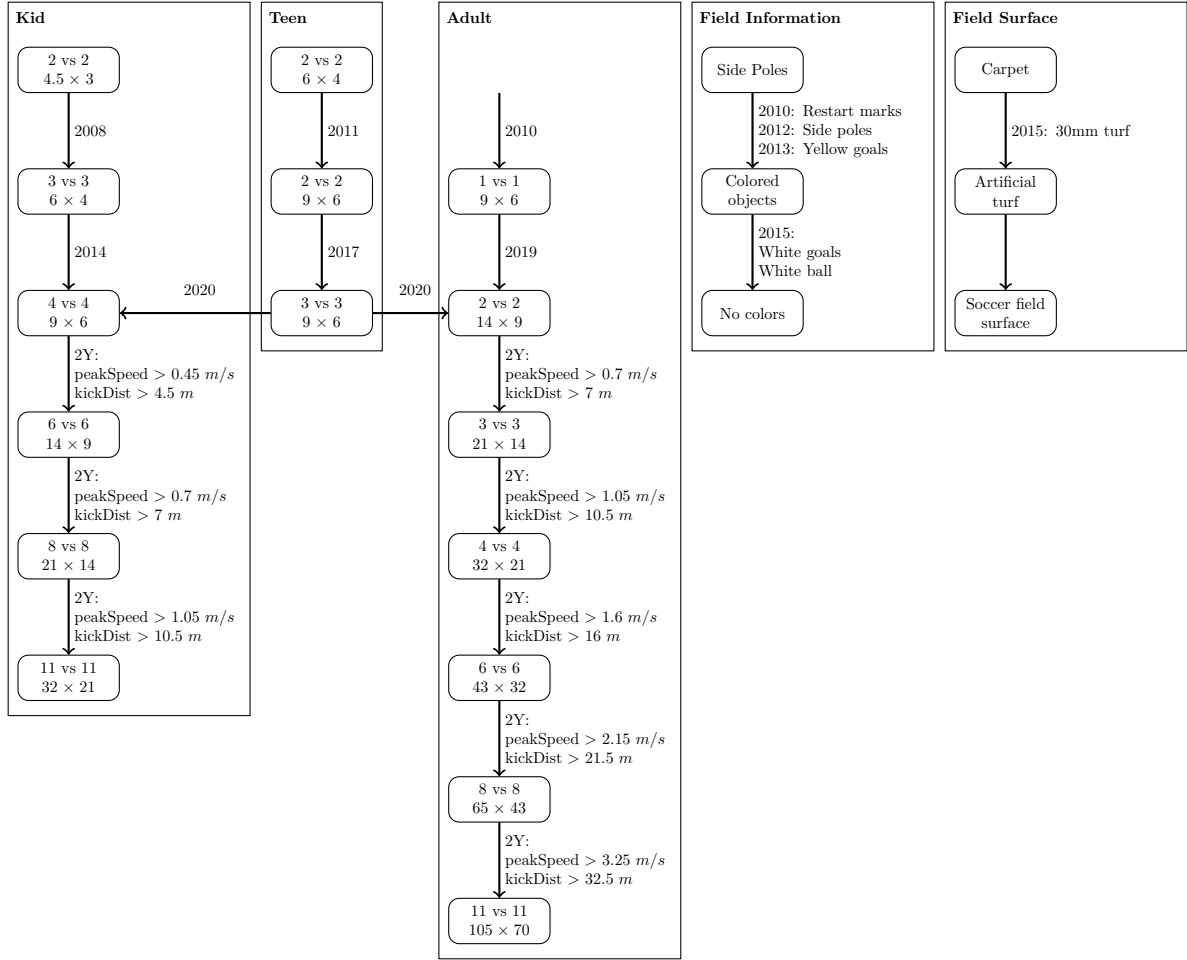 Kid
2 vs 2
4.5 × 3
2008
3 vs 3
6 × 4
2014
4 vs 4
9 × 6
2Y:
peakSpeed > 0.45 m/s
kickDist > 4.5 m
6 vs 6
14 × 9
2Y:
peakSpeed > 0.7 m/s
kickDist > 7 m
8 vs 8
21 × 14
2Y:
peakSpeed > 1.05 m/s
kickDist > 10.5 m
11 vs 11
32 × 21
2020
Teen
2 vs 2
6 × 4
2011
2 vs 2
9 × 6
2017
3 vs 3
9 × 6
2020
Adult
2010
1 vs 1
9 × 6
2019
2 vs 2
14 × 9
2Y:
peakSpeed > 0.7 m/s
kickDist > 7 m
3 vs 3
21 × 14
2Y:
peakSpeed > 1.05 m/s
kickDist > 10.5 m
4 vs 4
32 × 21
2Y:
peakSpeed > 1.6 m/s
kickDist > 16 m
6 vs 6
43 × 32
2Y:
peakSpeed > 2.15 m/s
kickDist > 21.5 m
8 vs 8
65 × 43
2Y:
peakSpeed > 3.25 m/s
kickDist > 32.5 m
11 vs 11
105 × 70
Field Information
Side Poles
2010: Restart marks
2012: Side poles
2013: Yellow goals
Colored
objects
2015:
White goals
White ball
No colors
Field Surface
Carpet
2015: 30mm turf
Artificial
turf
Soccer field
surface